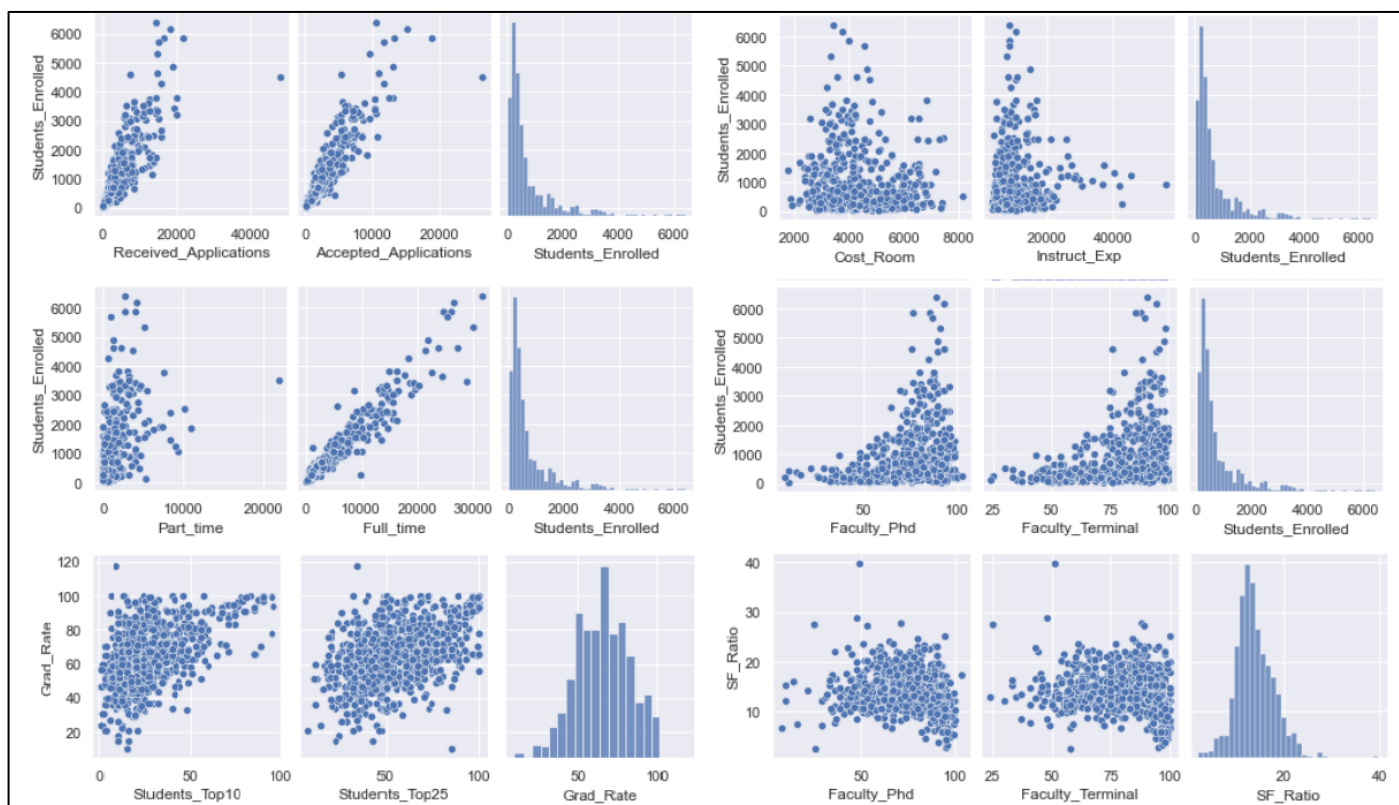 Students_Enrolled
6000
5000
4000
3000
2000
1000
0
0 20000 40000
Received_Applications
0 10000 20000
Accepted_Applications
0 2000 4000 6000
Students_Enrolled
Students_Enrolled
6000
5000
4000
3000
2000
1000
0
2000 4000 6000 8000
Cost_Room
20000 40000
Instruct_Exp
0 2000 4000 6000
Students_Enrolled
Students_Enrolled
6000
5000
4000
3000
2000
1000
0
0 10000 20000
Part_time
0 10000 20000 30000
Full_time
0 2000 4000 6000
Students_Enrolled
Students_Enrolled
6000
5000
4000
3000
2000
1000
0
50 100
Faculty_Phd
25 50 75 100
Faculty_Terminal
0 2000 4000 6000
Students_Enrolled
Grad_Rate
120
100
80
60
40
20
0 50 100
Students_Top10
0 50 100
Students_Top25
50 100
Grad_Rate
SF_Ratio
40
30
20
10
50 100
Faculty_Phd
25 50 75 100
Faculty_Terminal
20 40
SF_Ratio